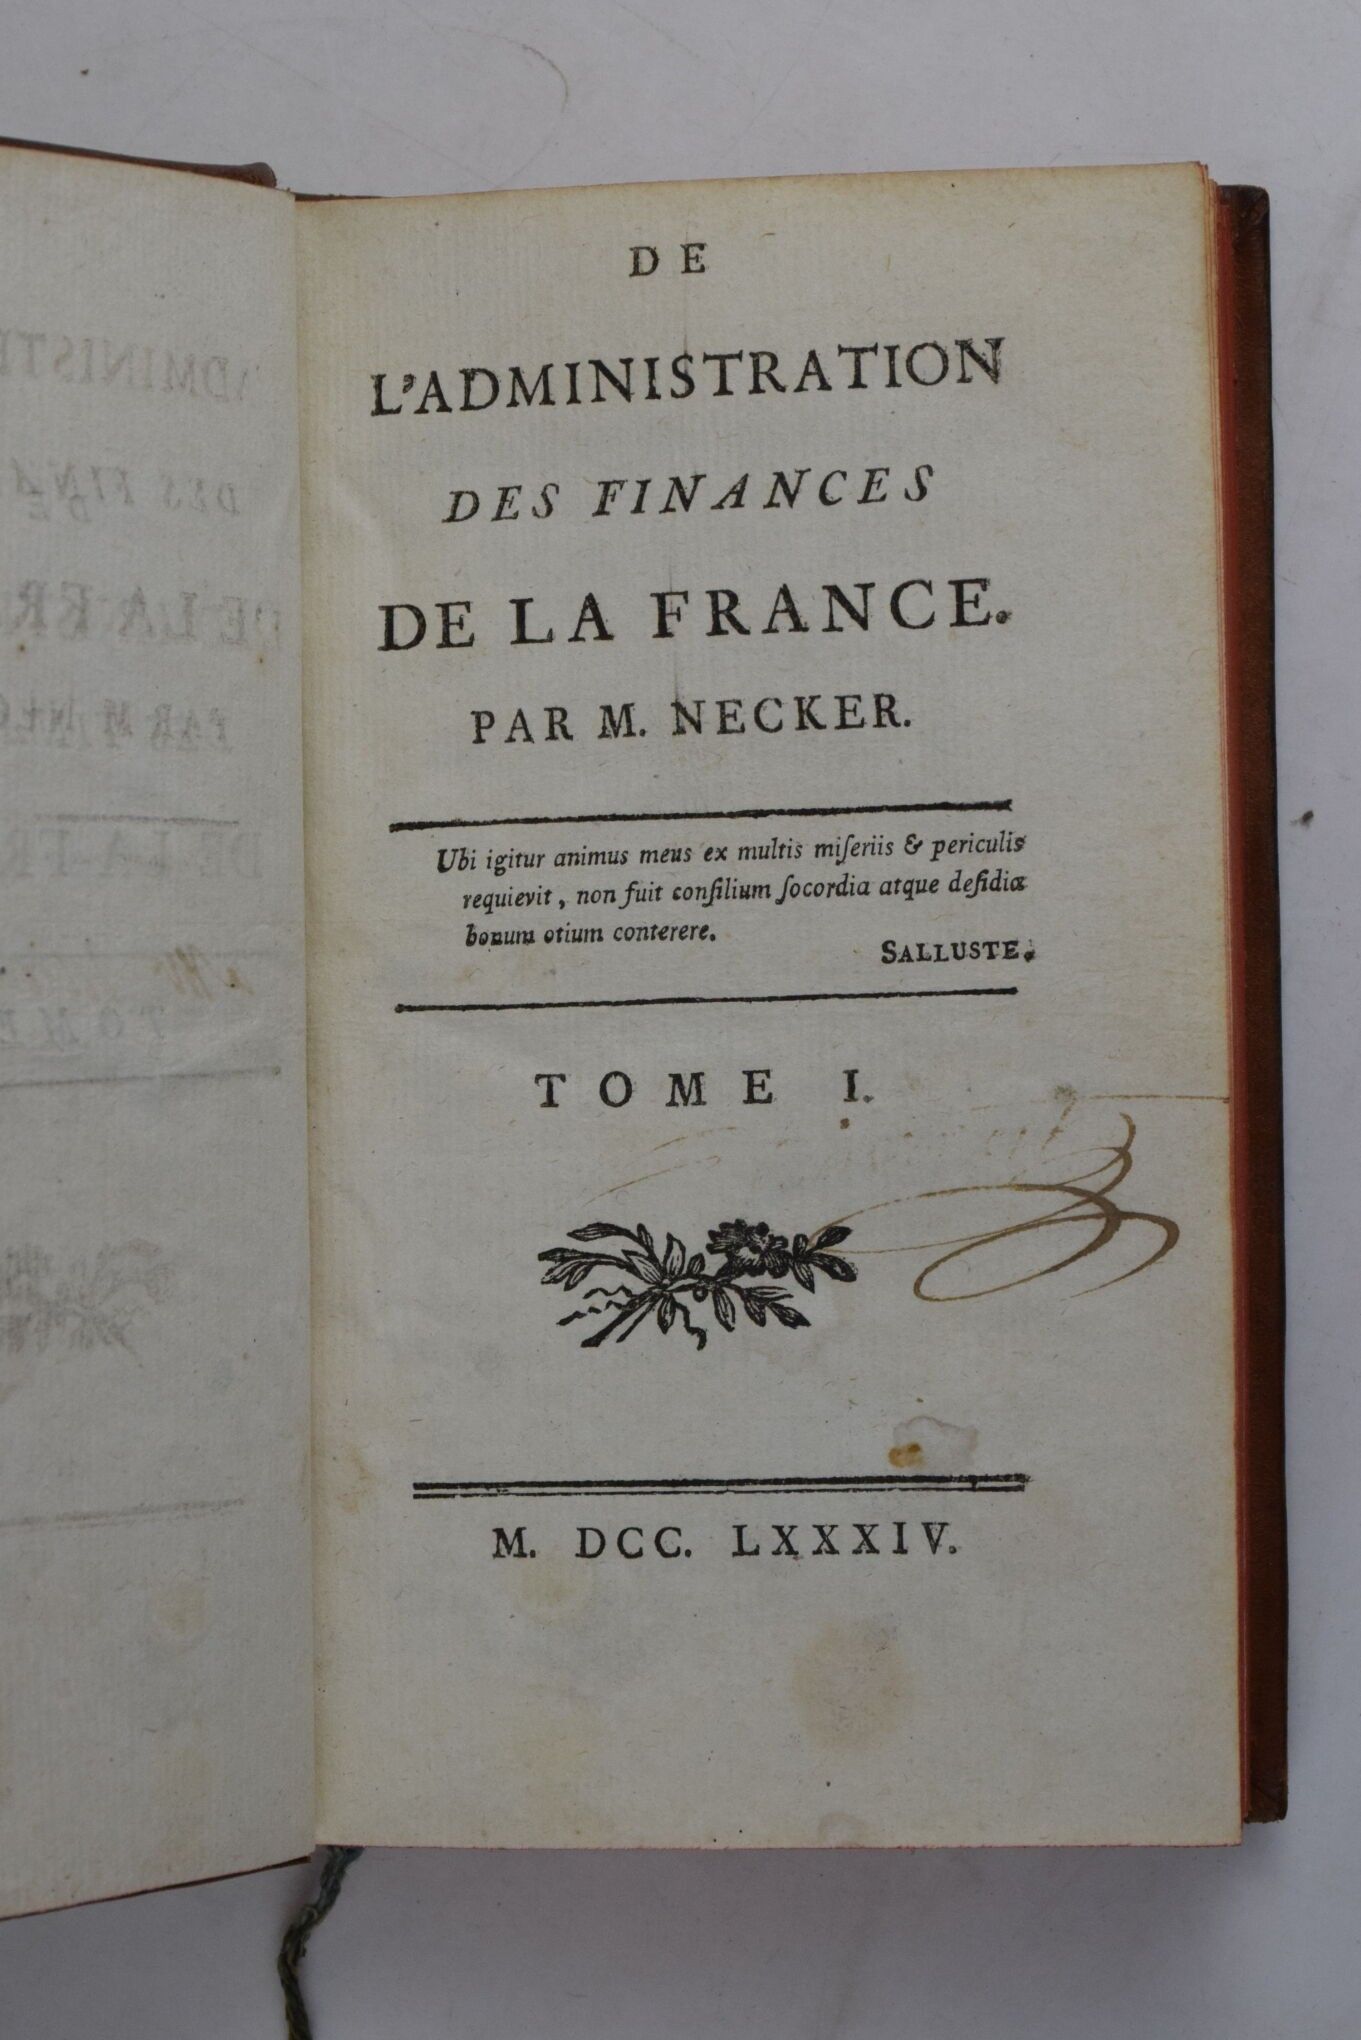 DE
L'ADMINISTRATION
DES FINANCES
DE LA FRANCE.
PAR M. NECKER.
Ubi igitur animus meus ex multis miſeriis & periculis
requievit, non fuit conſilium ſocordia atque deſidia
bonum otium conterere.
SALLUSTE.
TOME I.
M. DCC. LXXXIV.